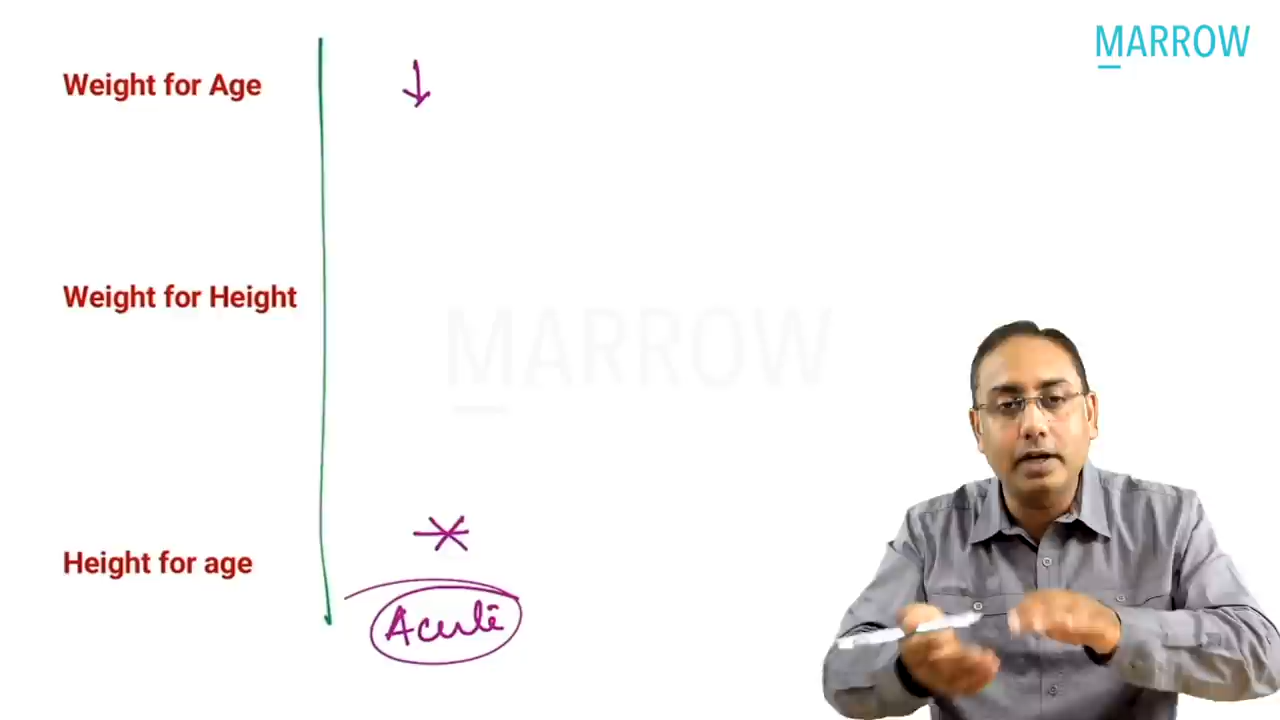 MARROW
Weight for Age ↓
Weight for Height
MARROW
Height for age
Acute